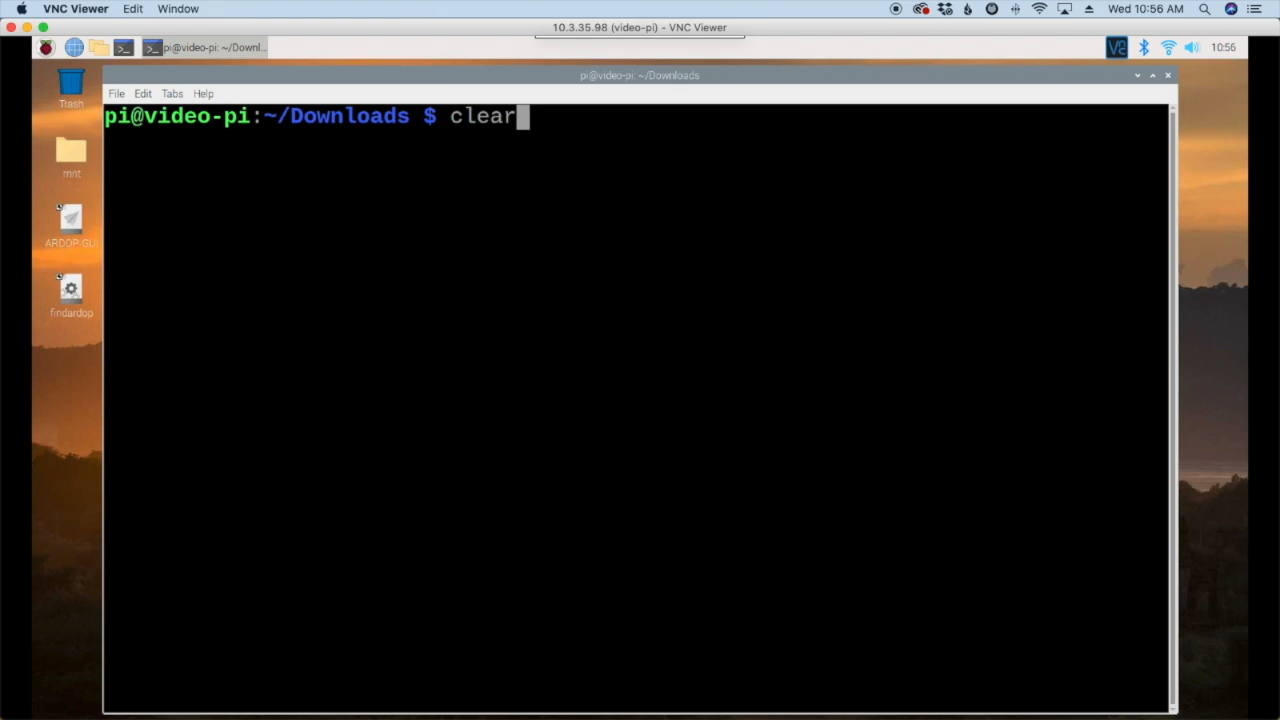 VNC Viewer Edit Window Wed 10:56 AM
10.3.35.98 (video-pi) - VNC Viewer
pi@video-pi: ~/Downl... 10:56
pi@video-pi: ~/Downloads
File Edit Tabs Help
pi@video-pi:~/Downloads $ clear
Trash
mnt
ARDOP-GU
findardop